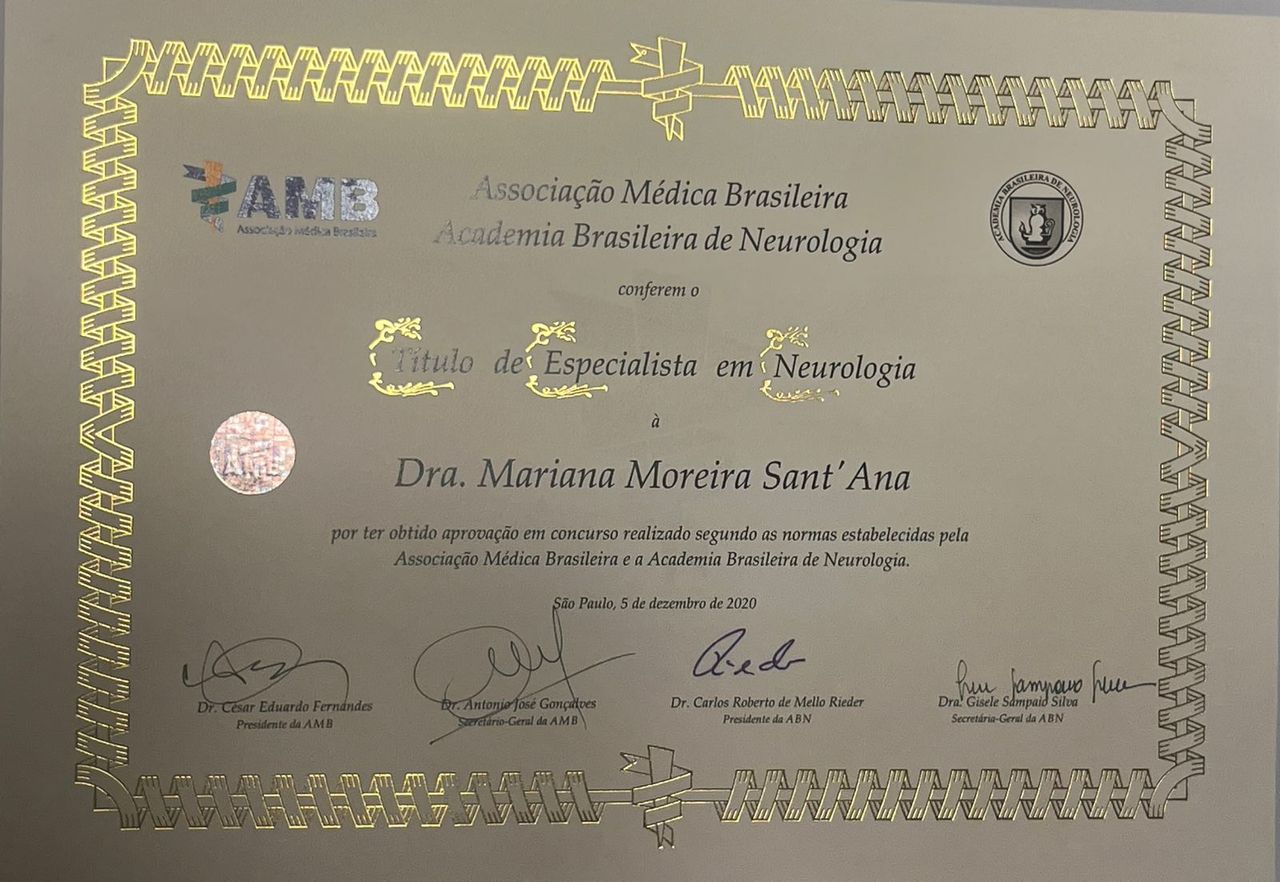 AMB
Associação Médica Brasileira
Associação Médica Brasileira
Academia Brasileira de Neurologia
ACADEMIA BRASILEIRA DE NEUROLOGIA
conferem o
Título de Especialista em Neurologia
à
AMB
Dra. Mariana Moreira Sant'Ana
por ter obtido aprovação em concurso realizado segundo as normas estabelecidas pela
Associação Médica Brasileira e a Academia Brasileira de Neurologia.
São Paulo, 5 de dezembro de 2020
Dr. César Eduardo Fernandes
Presidente da AMB
Dr. Antonio José Gonçalves
Secretário-Geral da AMB
Dr. Carlos Roberto de Mello Rieder
Presidente da ABN
Dra. Gisele Sampaio Silva
Secretária-Geral da ABN